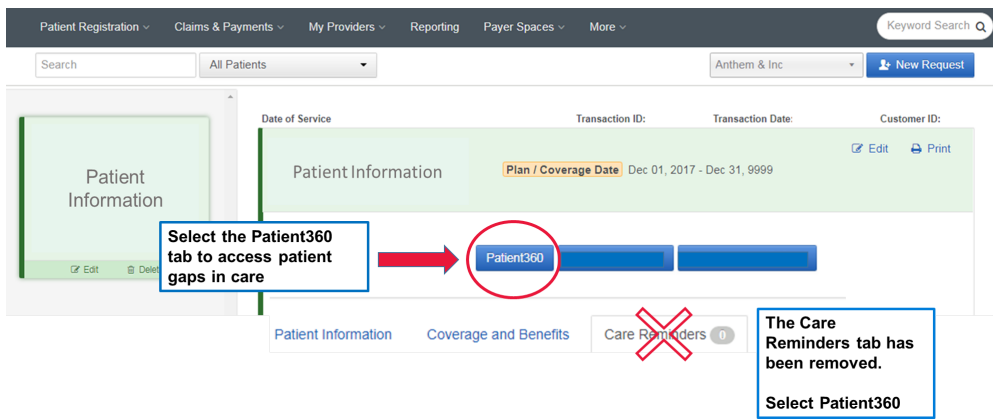 Patient Registration Claims & Payments My Providers Reporting Payer Spaces More Keyword Search
Search All Patients Anthem & Inc New Request
Date of Service Transaction ID: Transaction Date: Customer ID:
Patient
Information
Edit Delet
Patient Information Plan / Coverage Date Dec 01, 2017 - Dec 31, 9999 Edit Print
Select the Patient360
tab to access patient
gaps in care
Patient360
Patient Information Coverage and Benefits Care Reminders 0
The Care
Reminders tab has
been removed.
Select Patient360